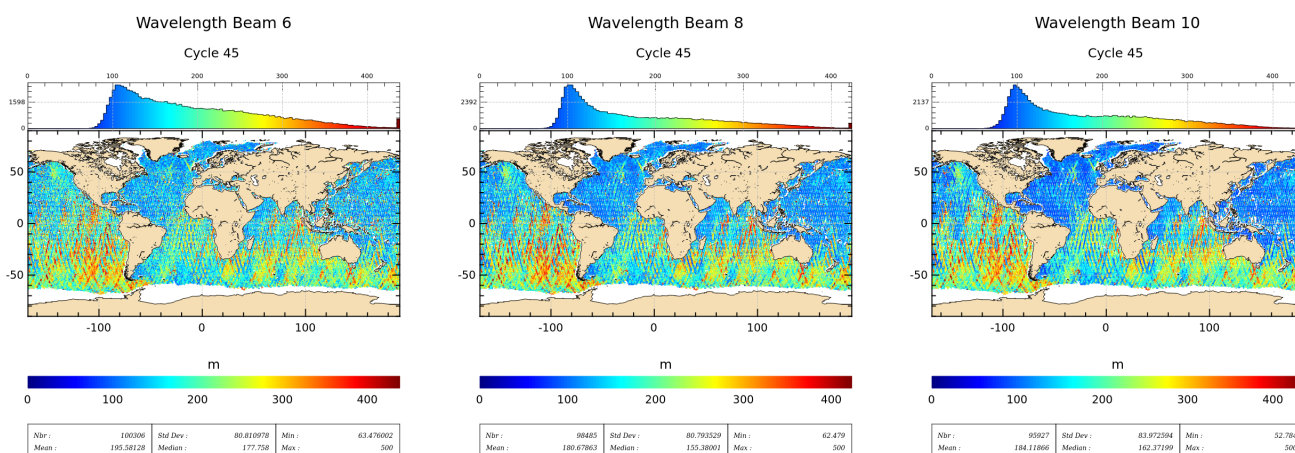 Wavelength Beam 6
Cycle 45
0 100 200 300 400
1598
0
50
0
-50
-100 0 100
m
0 100 200 300 400
Nbr : 100306 Std Dev : 80.810978 Min : 63.476002
Mean : 195.58128 Median : 177.758 Max : 500
Wavelength Beam 8
Cycle 45
0 100 200 300 400
2392
0
50
0
-50
-100 0 100
m
0 100 200 300 400
Nbr : 98485 Std Dev : 80.793529 Min : 62.479
Mean : 180.67863 Median : 155.38001 Max : 500
Wavelength Beam 10
Cycle 45
0 100 200 300 400
2137
0
50
0
-50
-100 0 100
m
0 100 200 300 400
Nbr : 95927 Std Dev : 83.972594 Min : 52.784
Mean : 184.11866 Median : 162.37199 Max : 500